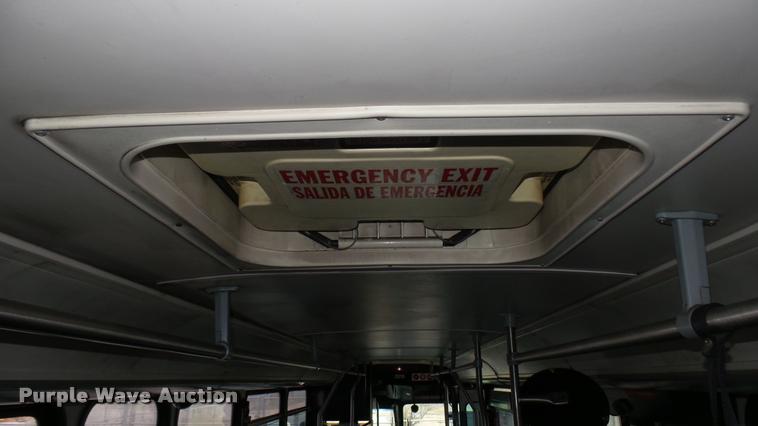 EMERGENCY EXIT
SALIDA DE EMERGENCIA
Purple Wave Auction